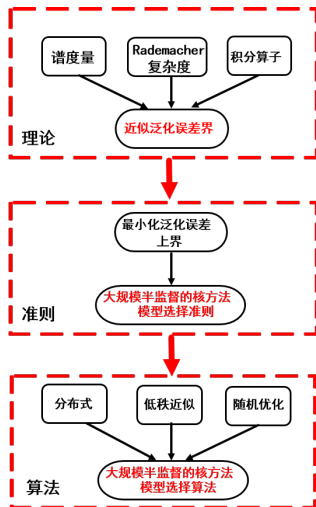 谱度量
Rademacher
复杂度
积分算子
近似泛化误差界
理论
最小化泛化误差
上界
大规模半监督的核方法
模型选择准则
准则
分布式
低秩近似
随机优化
大规模半监督的核方法
模型选择算法
算法